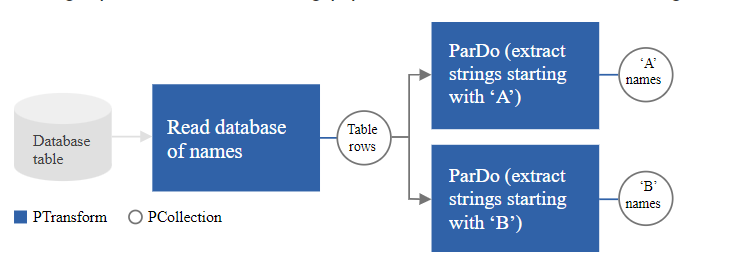 Database
table
Read database
of names
Table
rows
ParDo (extract
strings starting
with ‘A’)
‘A’
names
ParDo (extract
strings starting
with ‘B’)
‘B’
names
PTransform
PCollection